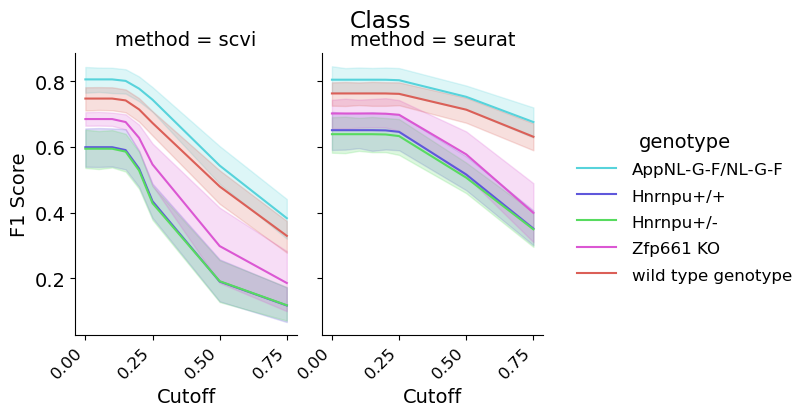 Class
method = scvi
method = seurat
F1 Score
0.8
0.6
0.4
0.2
0.00
0.25
0.50
0.75
0.00
0.25
0.50
0.75
Cutoff
Cutoff
genotype
AppNL-G-F/NL-G-F
Hnrnpu+/+
Hnrnpu+/-
Zfp661 KO
wild type genotype